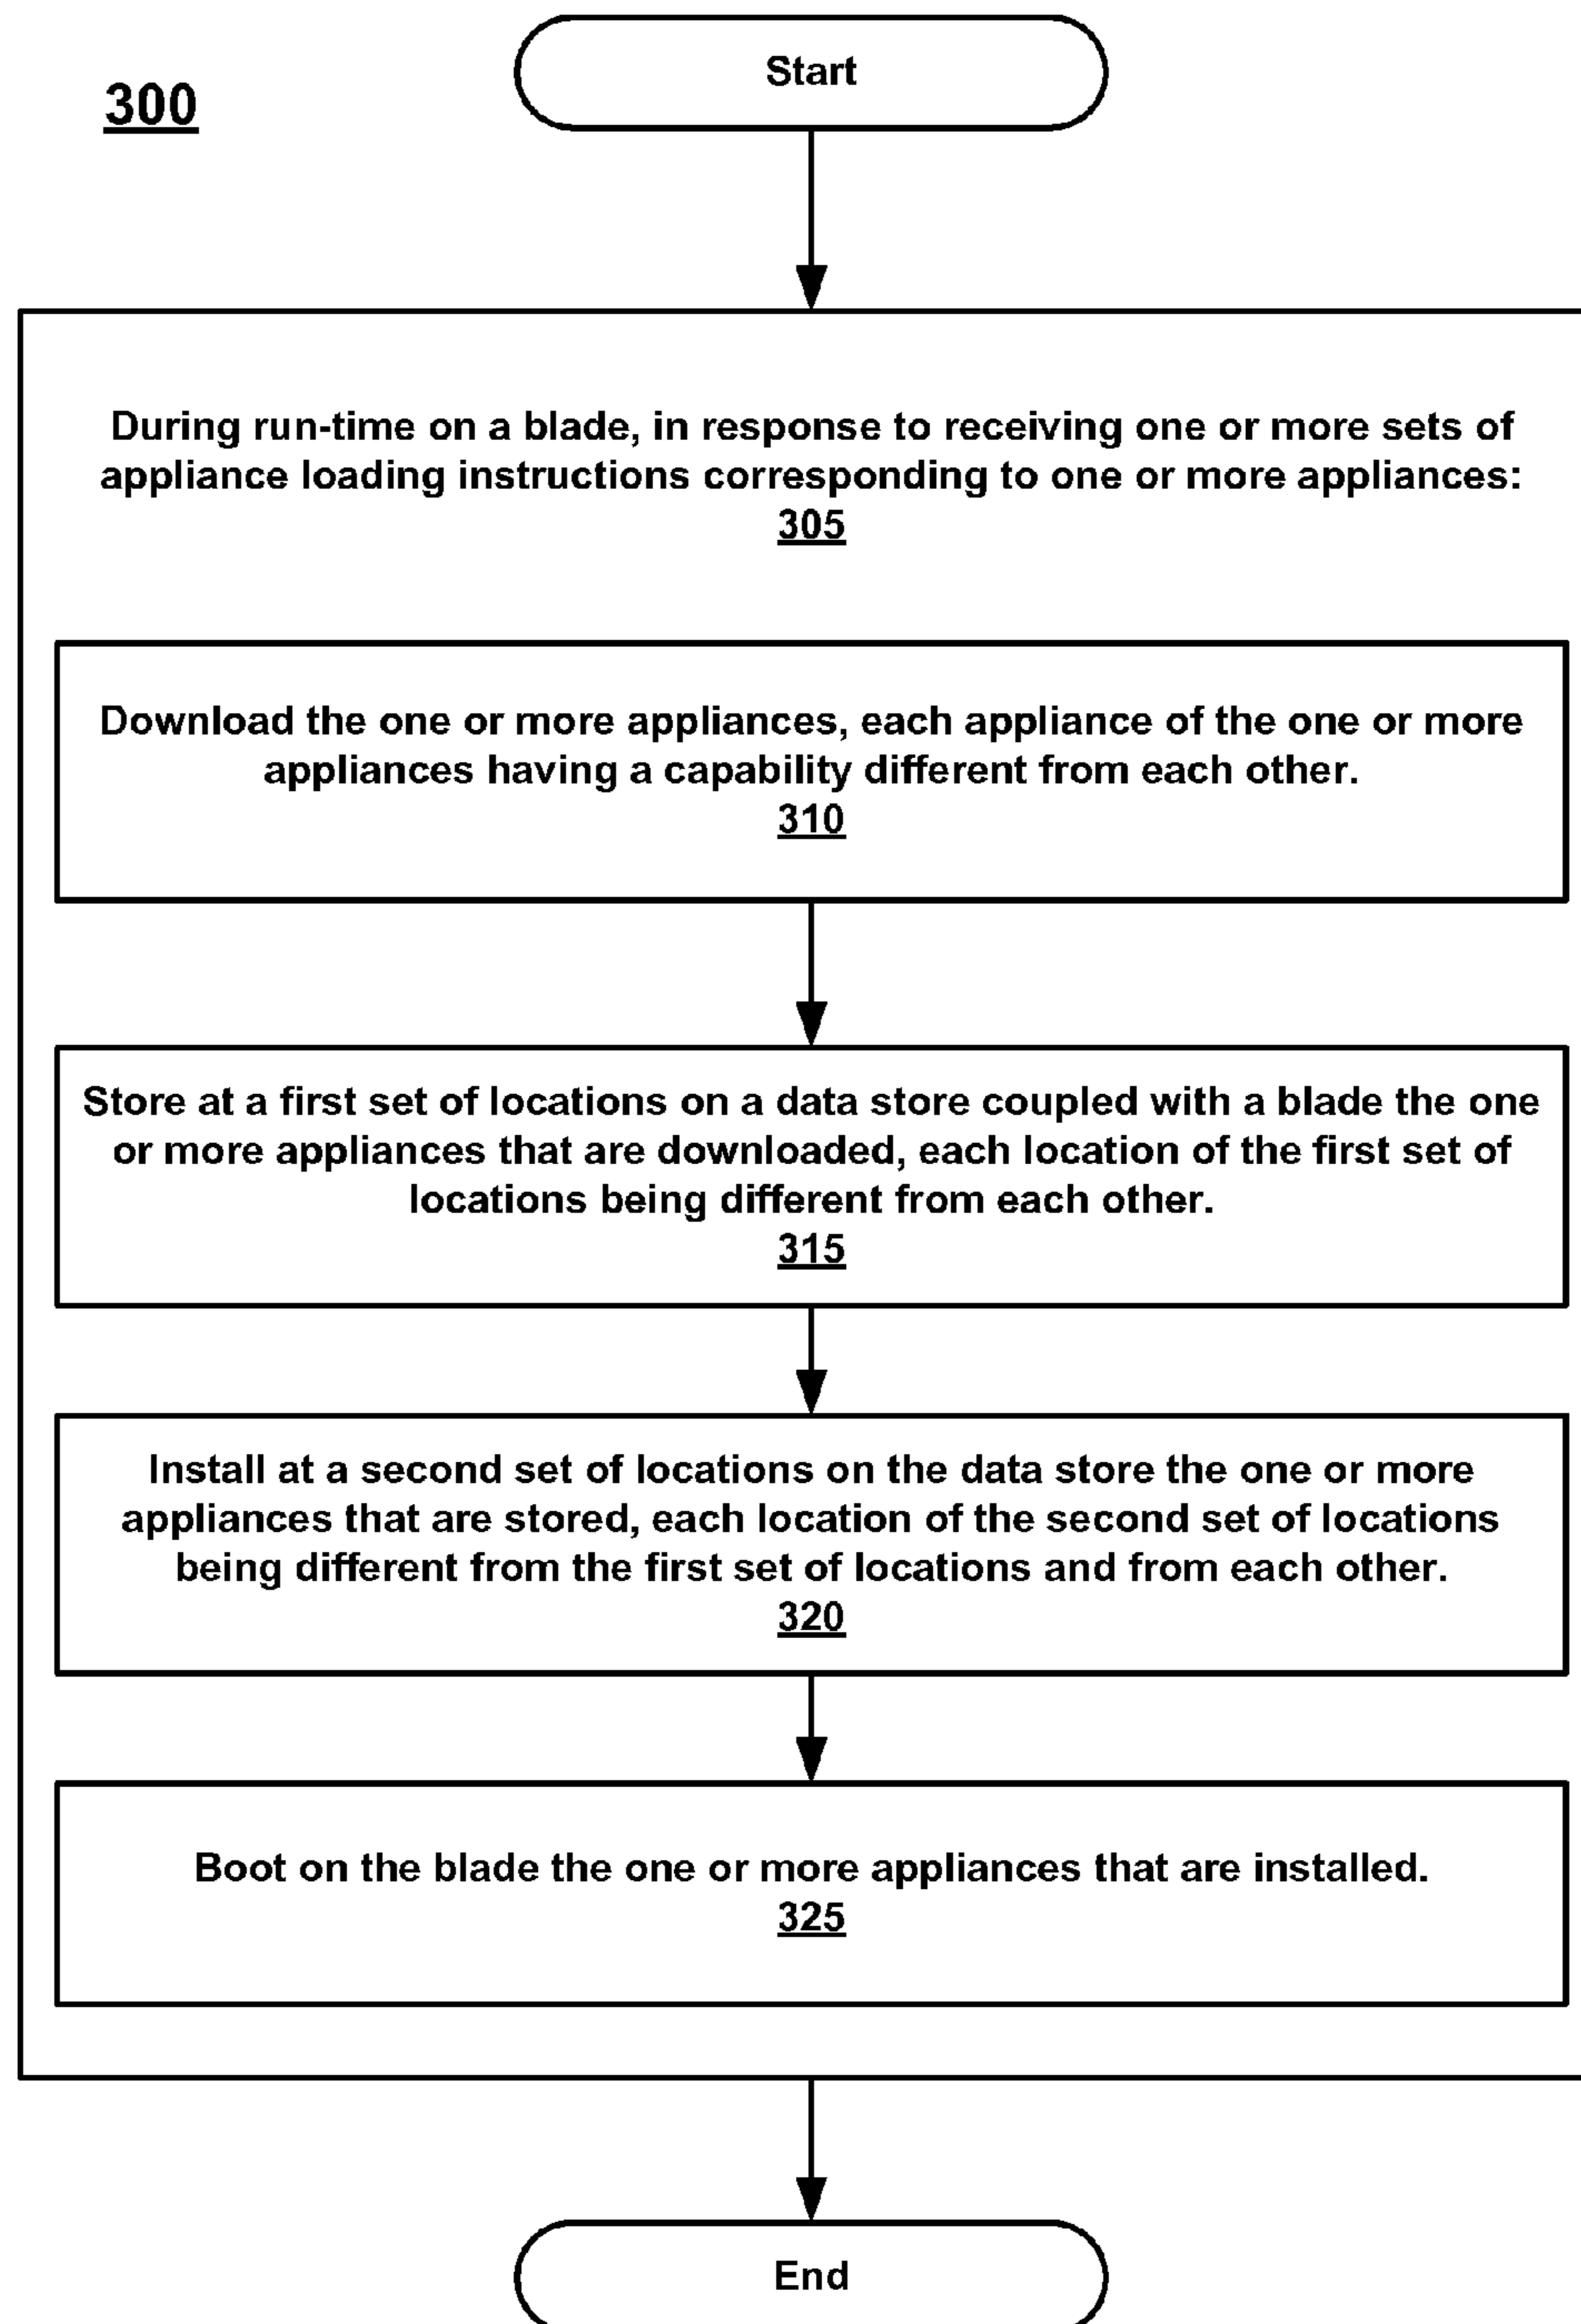 Start
300
During run-time on a blade, in response to receiving one or more sets of
appliance loading instructions corresponding to one or more appliances:
305
Download the one or more appliances, each appliance of the one or more
appliances having a capability different from each other.
310
Store at a first set of locations on a data store coupled with a blade the one
or more appliances that are downloaded, each location of the first set of
locations being different from each other.
315
Install at a second set of locations on the data store the one or more
appliances that are stored, each location of the second set of locations
being different from the first set of locations and from each other.
320
Boot on the blade the one or more appliances that are installed.
325
End